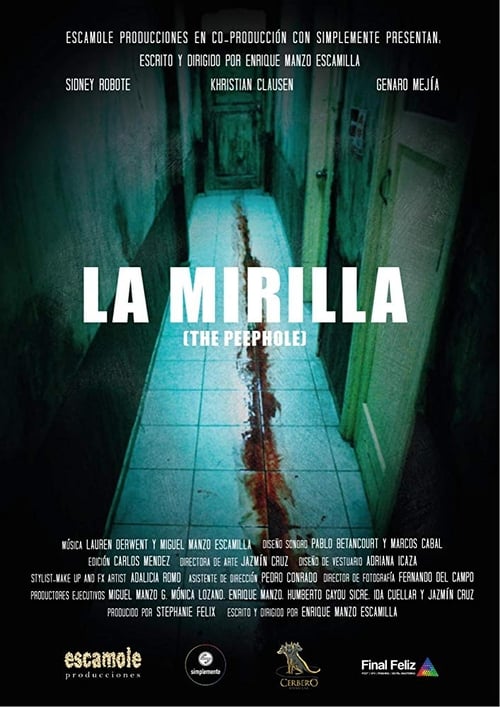 ESCAMOLE PRODUCCIONES EN CO-PRODUCCIÓN CON SIMPLEMENTE PRESENTAN.
ESCRITO Y DIRIGIDO POR ENRIQUE MANZO ESCAMILLA
SIDNEY ROBOTE KHRISTIAN CLAUSEN GENARO MEJÍA
LA MIRILLA
(THE PEEPHOLE)
MÚSICA LAUREN DERWENT Y MIGUEL MANZO ESCAMILLA DISEÑO SONORO PABLO BETANCOURT Y MARCOS CABAL
EDICIÓN CARLOS MENDEZ DIRECTORA DE ARTE JAZMÍN CRUZ DISEÑO DE VESTUARIO ADRIANA ICAZA
STYLIST-MAKE UP AND FX ARTIST ADALICIA ROMO ASISTENTE DE DIRECCIÓN PEDRO CONRADO DIRECTOR DE FOTOGRAFÍA FERNANDO DEL CAMPO
PRODUCTORES EJECUTIVOS MIGUEL MANZO G. MÓNICA LOZANO. ENRIQUE MANZO. HUMBERTO GAYOU SICRE. IDA CUELLAR Y JAZMÍN CRUZ
PRODUCIDO POR STEPHANIE FELIX ESCRITO Y DIRIGIDO POR ENRIQUE MANZO ESCAMILLA
escamole
producciones
simplemente
CERBERO
Final Feliz